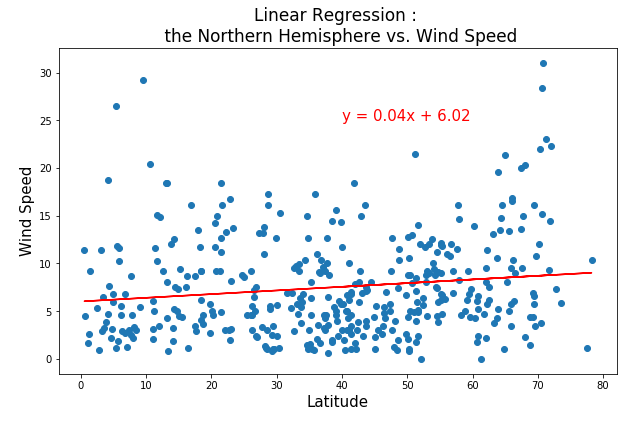 Linear Regression :
the Northern Hemisphere vs. Wind Speed
y = 0.04x + 6.02
Wind Speed
30
25
20
15
10
5
0
0 10 20 30 40 50 60 70 80
Latitude